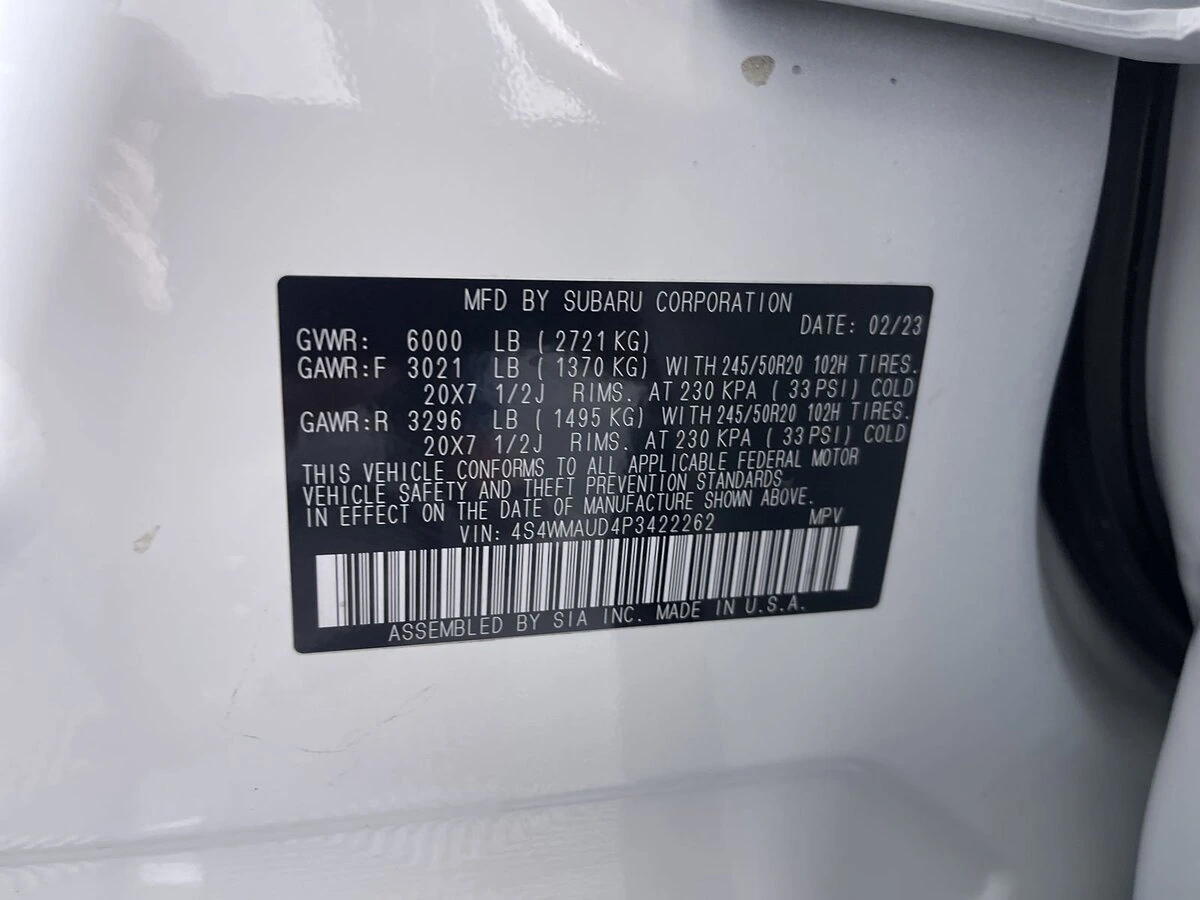 MFD BY SUBARU CORPORATION
DATE: 02/23
GVWR: 6000 LB ( 2721 KG)
GAWR:F 3021 LB ( 1370 KG) WITH 245/50R20 102H TIRES.
20X7 1/2J RIMS. AT 230 KPA ( 33 PSI) COLD
GAWR:R 3296 LB ( 1495 KG) WITH 245/50R20 102H TIRES.
20X7 1/2J RIMS. AT 230 KPA ( 33 PSI) COLD
THIS VEHICLE CONFORMS TO ALL APPLICABLE FEDERAL MOTOR
VEHICLE SAFETY AND THEFT PREVENTION STANDARDS
IN EFFECT ON THE DATE OF MANUFACTURE SHOWN ABOVE.
VIN: 4S4WMAUD4P3422262 MPV
ASSEMBLED BY SIA INC. MADE IN U.S.A.